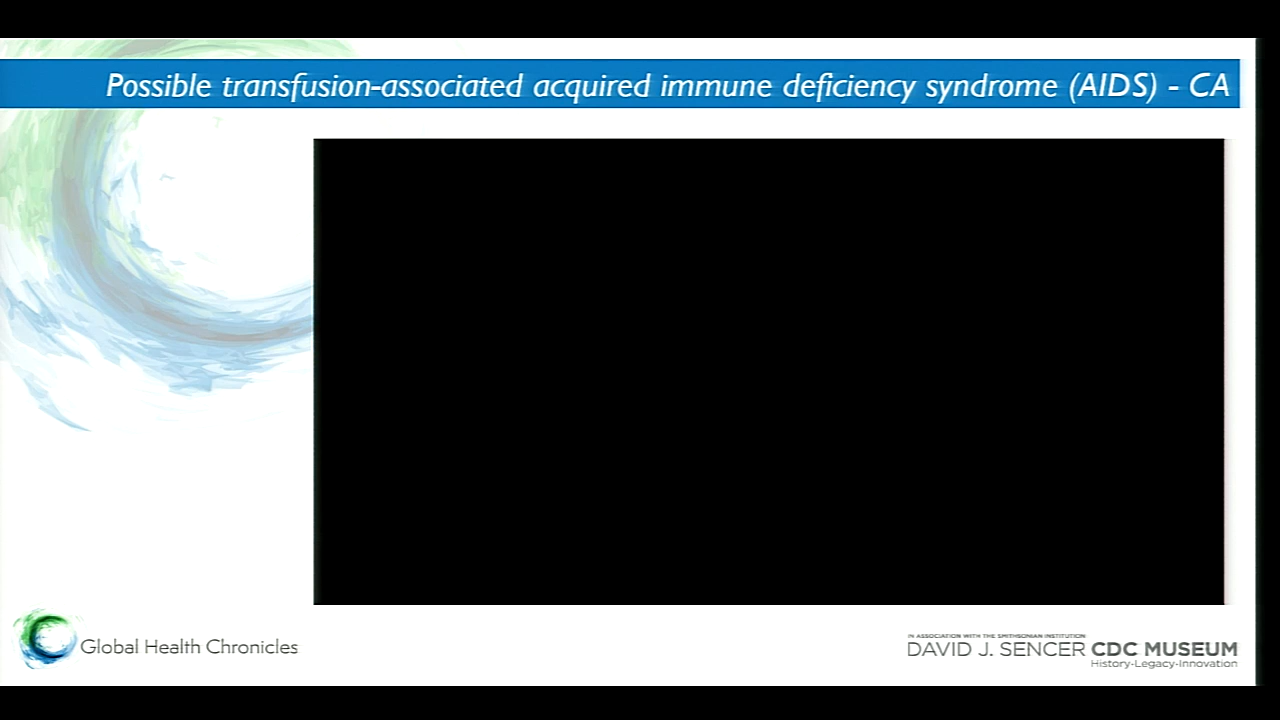 Possible transfusion-associated acquired immune deficiency syndrome (AIDS) - CA
Global Health Chronicles
IN ASSOCIATION WITH THE SMITHSONIAN INSTITUTION
DAVID J. SENCER CDC MUSEUM
History-Legacy-Innovation